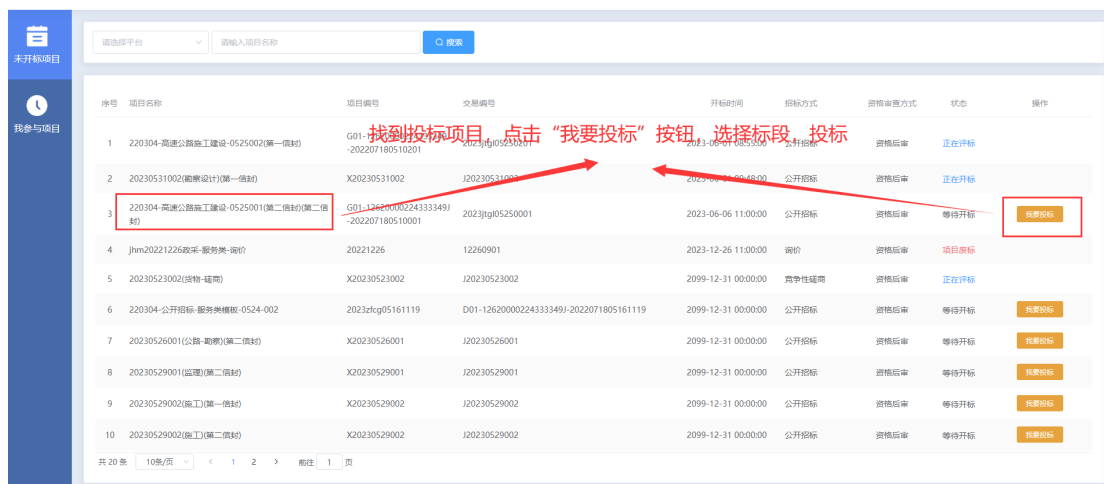 未开标项目
我参与项目
请选择平台 请输入项目名称 搜索
序号 项目名称 项目编号 交易编号 开标时间 招标方式 资格审查方式 状态 操作
找到投标项目，点击“我要投标”按钮，选择标段，投标
1 220304-高速公路施工建设-0525002(第一信封) -202207180510201 2023jtgl05250201 2023-06-01 08:55:00 公开招标 资格后审 正在评标
2 20230531002(勘察设计)(第一信封) X20230531002 J20230531002 公开招标 资格后审 正在开标
3 220304-高速公路施工建设-0525001(第二信封)(第二信
封) G01-12620000224333349J
-202207180510001 2023jtgl05250001 2023-06-06 11:00:00 公开招标 资格后审 等待开标 我要投标
4 jhm20221226政采-服务类-询价 20221226 12260901 2023-12-26 11:00:00 询价 资格后审 项目废标
5 20230523002(货物-磋商) X20230523002 J20230523002 2099-12-31 00:00:00 竞争性磋商 资格后审 正在评标
6 220304-公开招标-服务类模板-0524-002 2023zfcg05161119 D01-12620000224333349J-2022071805161119 2099-12-31 00:00:00 公开招标 资格后审 等待开标 我要投标
7 20230526001(公路-勘察)(第二信封) X20230526001 J20230526001 2099-12-31 00:00:00 公开招标 资格后审 等待开标 我要投标
8 20230529001(监理)(第二信封) X20230529001 J20230529001 2099-12-31 00:00:00 公开招标 资格后审 等待开标 我要投标
9 20230529002(施工)(第一信封) X20230529002 J20230529002 2099-12-31 00:00:00 公开招标 资格后审 等待开标 我要投标
10 20230529002(施工)(第二信封) X20230529002 J20230529002 2099-12-31 00:00:00 公开招标 资格后审 等待开标 我要投标
共 20 条 10条/页 < 1 2 > 前往 1 页